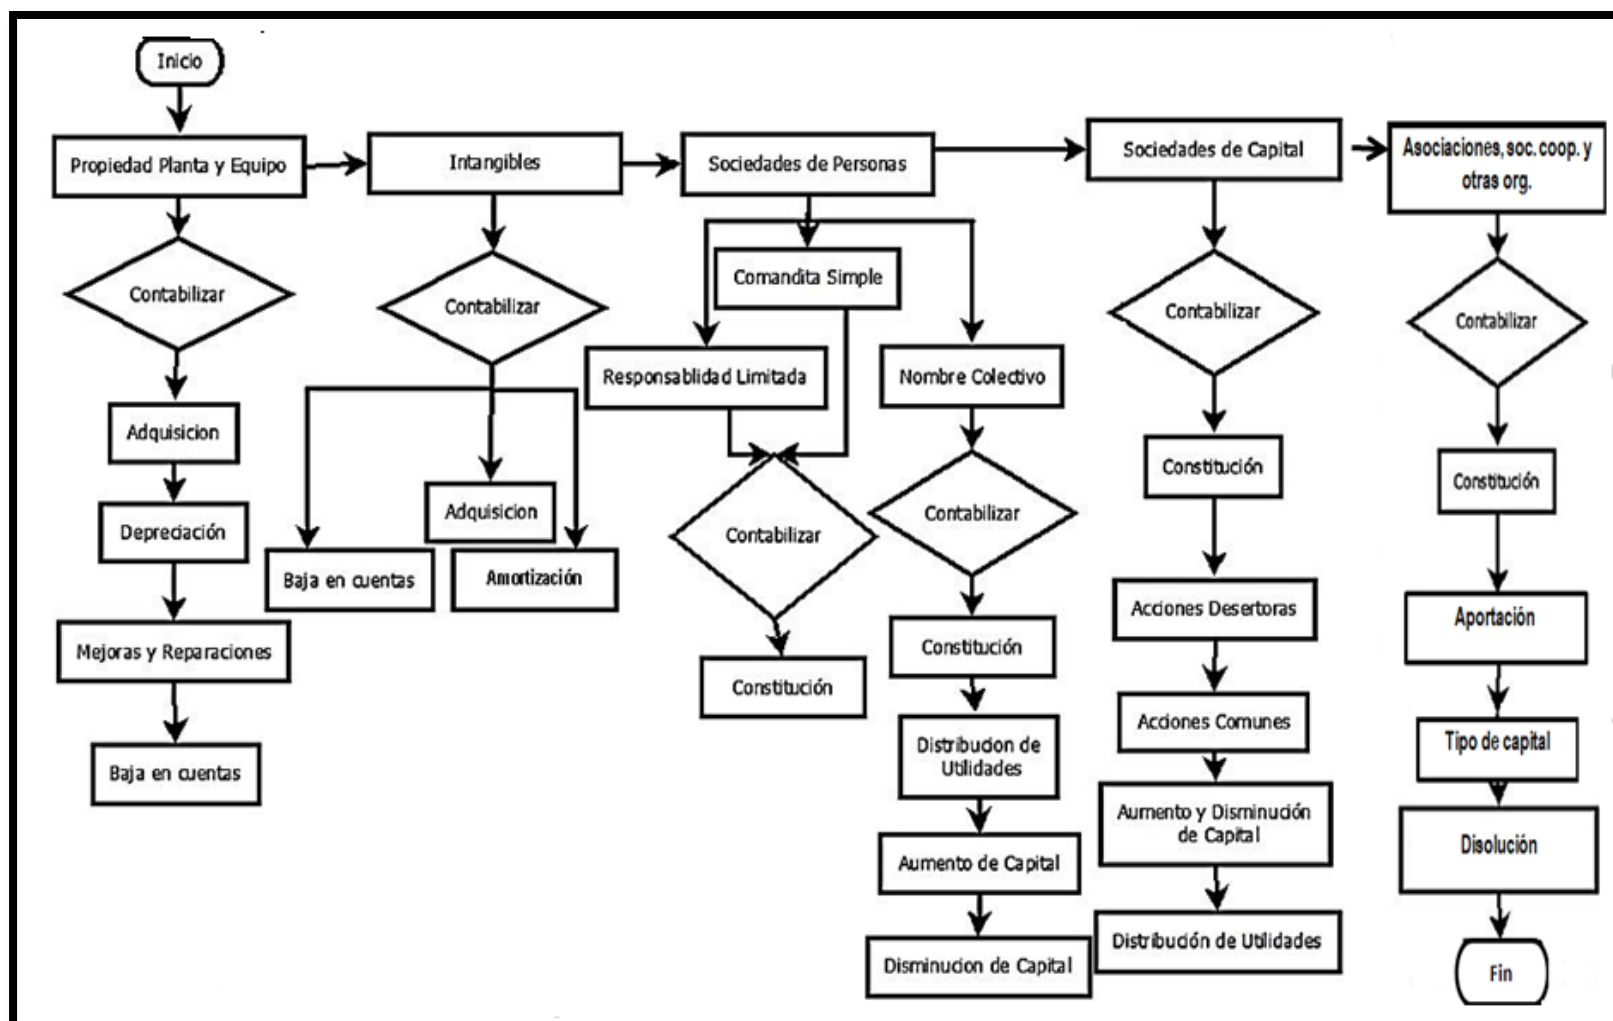 Inicio
Propiedad Planta y Equipo
Contabilizar
Adquisicion
Depreciación
Mejoras y Reparaciones
Baja en cuentas
Intangibles
Contabilizar
Baja en cuentas
Adquisicion
Amortización
Sociedades de Personas
Comandita Simple
Responsablidad Limitada
Contabilizar
Constitución
Nombre Colectivo
Contabilizar
Constitución
Distribucion de
Utilidades
Aumento de Capital
Disminucion de Capital
Sociedades de Capital
Contabilizar
Constitución
Acciones Desertoras
Acciones Comunes
Aumento y Disminución
de Capital
Distribución de Utilidades
Asociaciones, soc. coop. y
otras org.
Contabilizar
Constitución
Aportación
Tipo de capital
Disolución
Fin